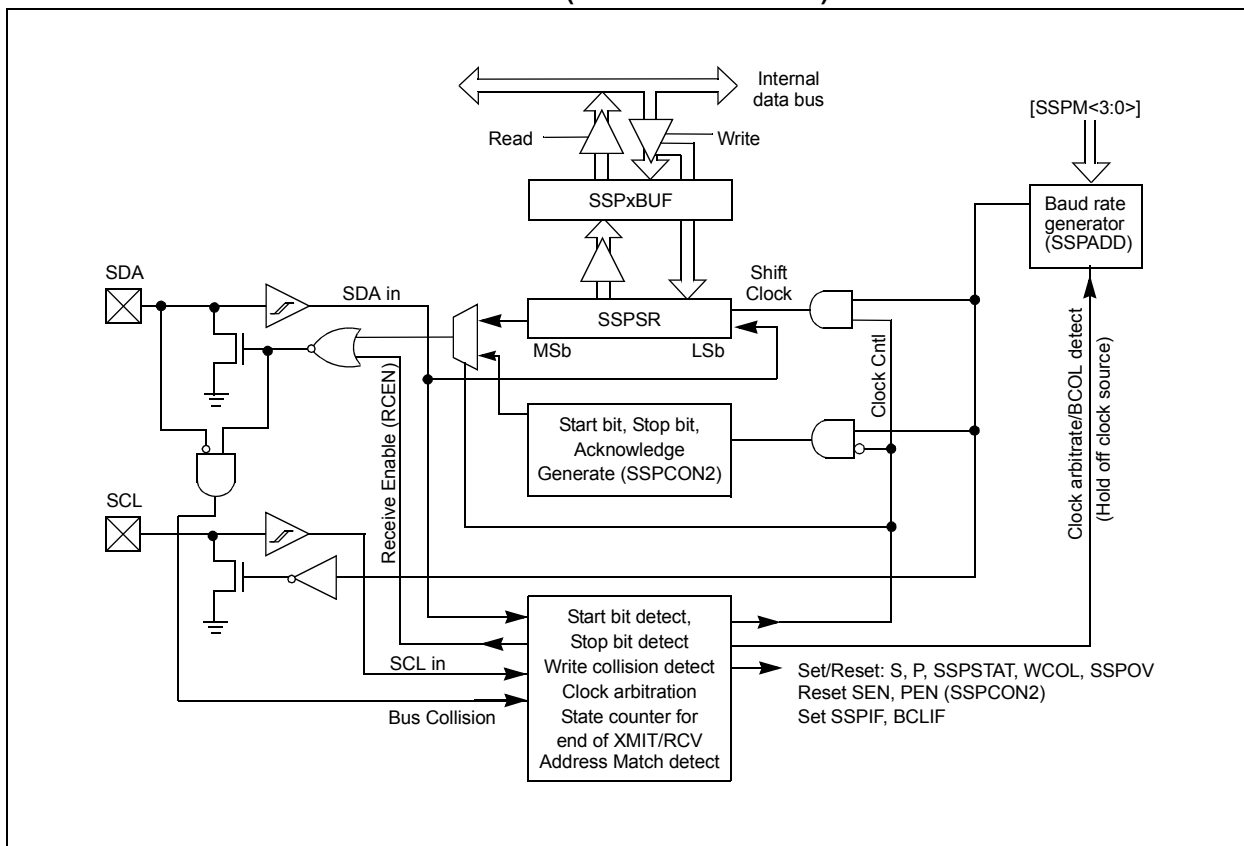 Internal
data bus
[SSPM<3:0>]
Read
Write
SSPxBUF
Baud rate
generator
(SSPADD)
SDA
Shift
Clock
SDA in
SSPSR
MSb
LSb
Clock Cntl
Clock arbitrate/BCOL detect
(Hold off clock source)
Receive Enable (RCEN)
Start bit, Stop bit,
Acknowledge
Generate (SSPCON2)
SCL
Start bit detect,
Stop bit detect
Write collision detect
Clock arbitration
State counter for
end of XMIT/RCV
Address Match detect
SCL in
Bus Collision
Set/Reset: S, P, SSPSTAT, WCOL, SSPOV
Reset SEN, PEN (SSPCON2)
Set SSPIF, BCLIF